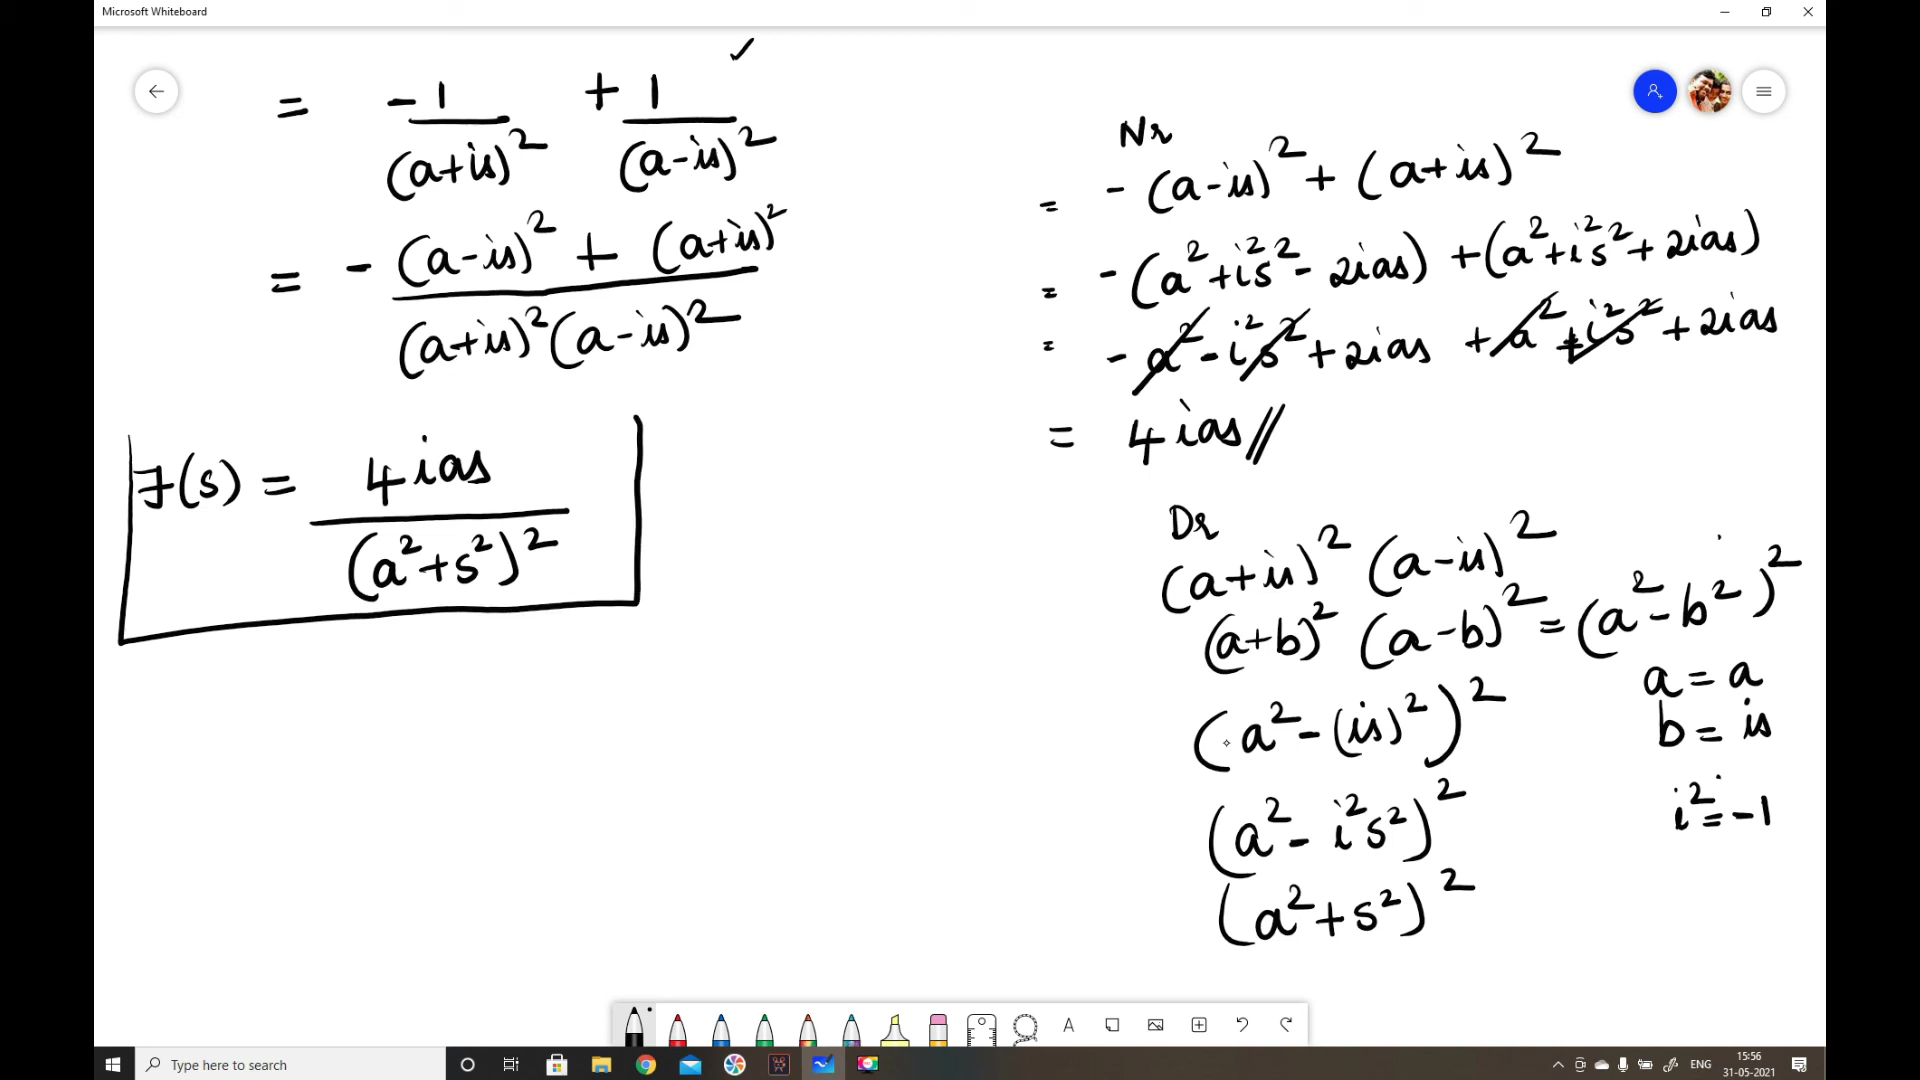 Microsoft Whiteboard
= -1/(a+is)² + 1/(a-is)² ✓
= -(a-is)² + (a+is)² / (a+is)²(a-is)²
F(s) = 4ias / (a²+s²)²
Nr
= -(a-is)² + (a+is)²
= -(a²+i²s² - 2ias) + (a²+i²s²+2ias)
= -a² - i²s² + 2ias + a² + i²s² + 2ias
= 4ias //
Dr
(a+is)² (a-is)²
(a+b)² (a-b)² = (a²-b²)²
a = a
(a² - (is)²)²
b = is
(a² - i²s²)²
i² = -1
(a²+s²)²
A
Type here to search
ENG
15:56
31-05-2021